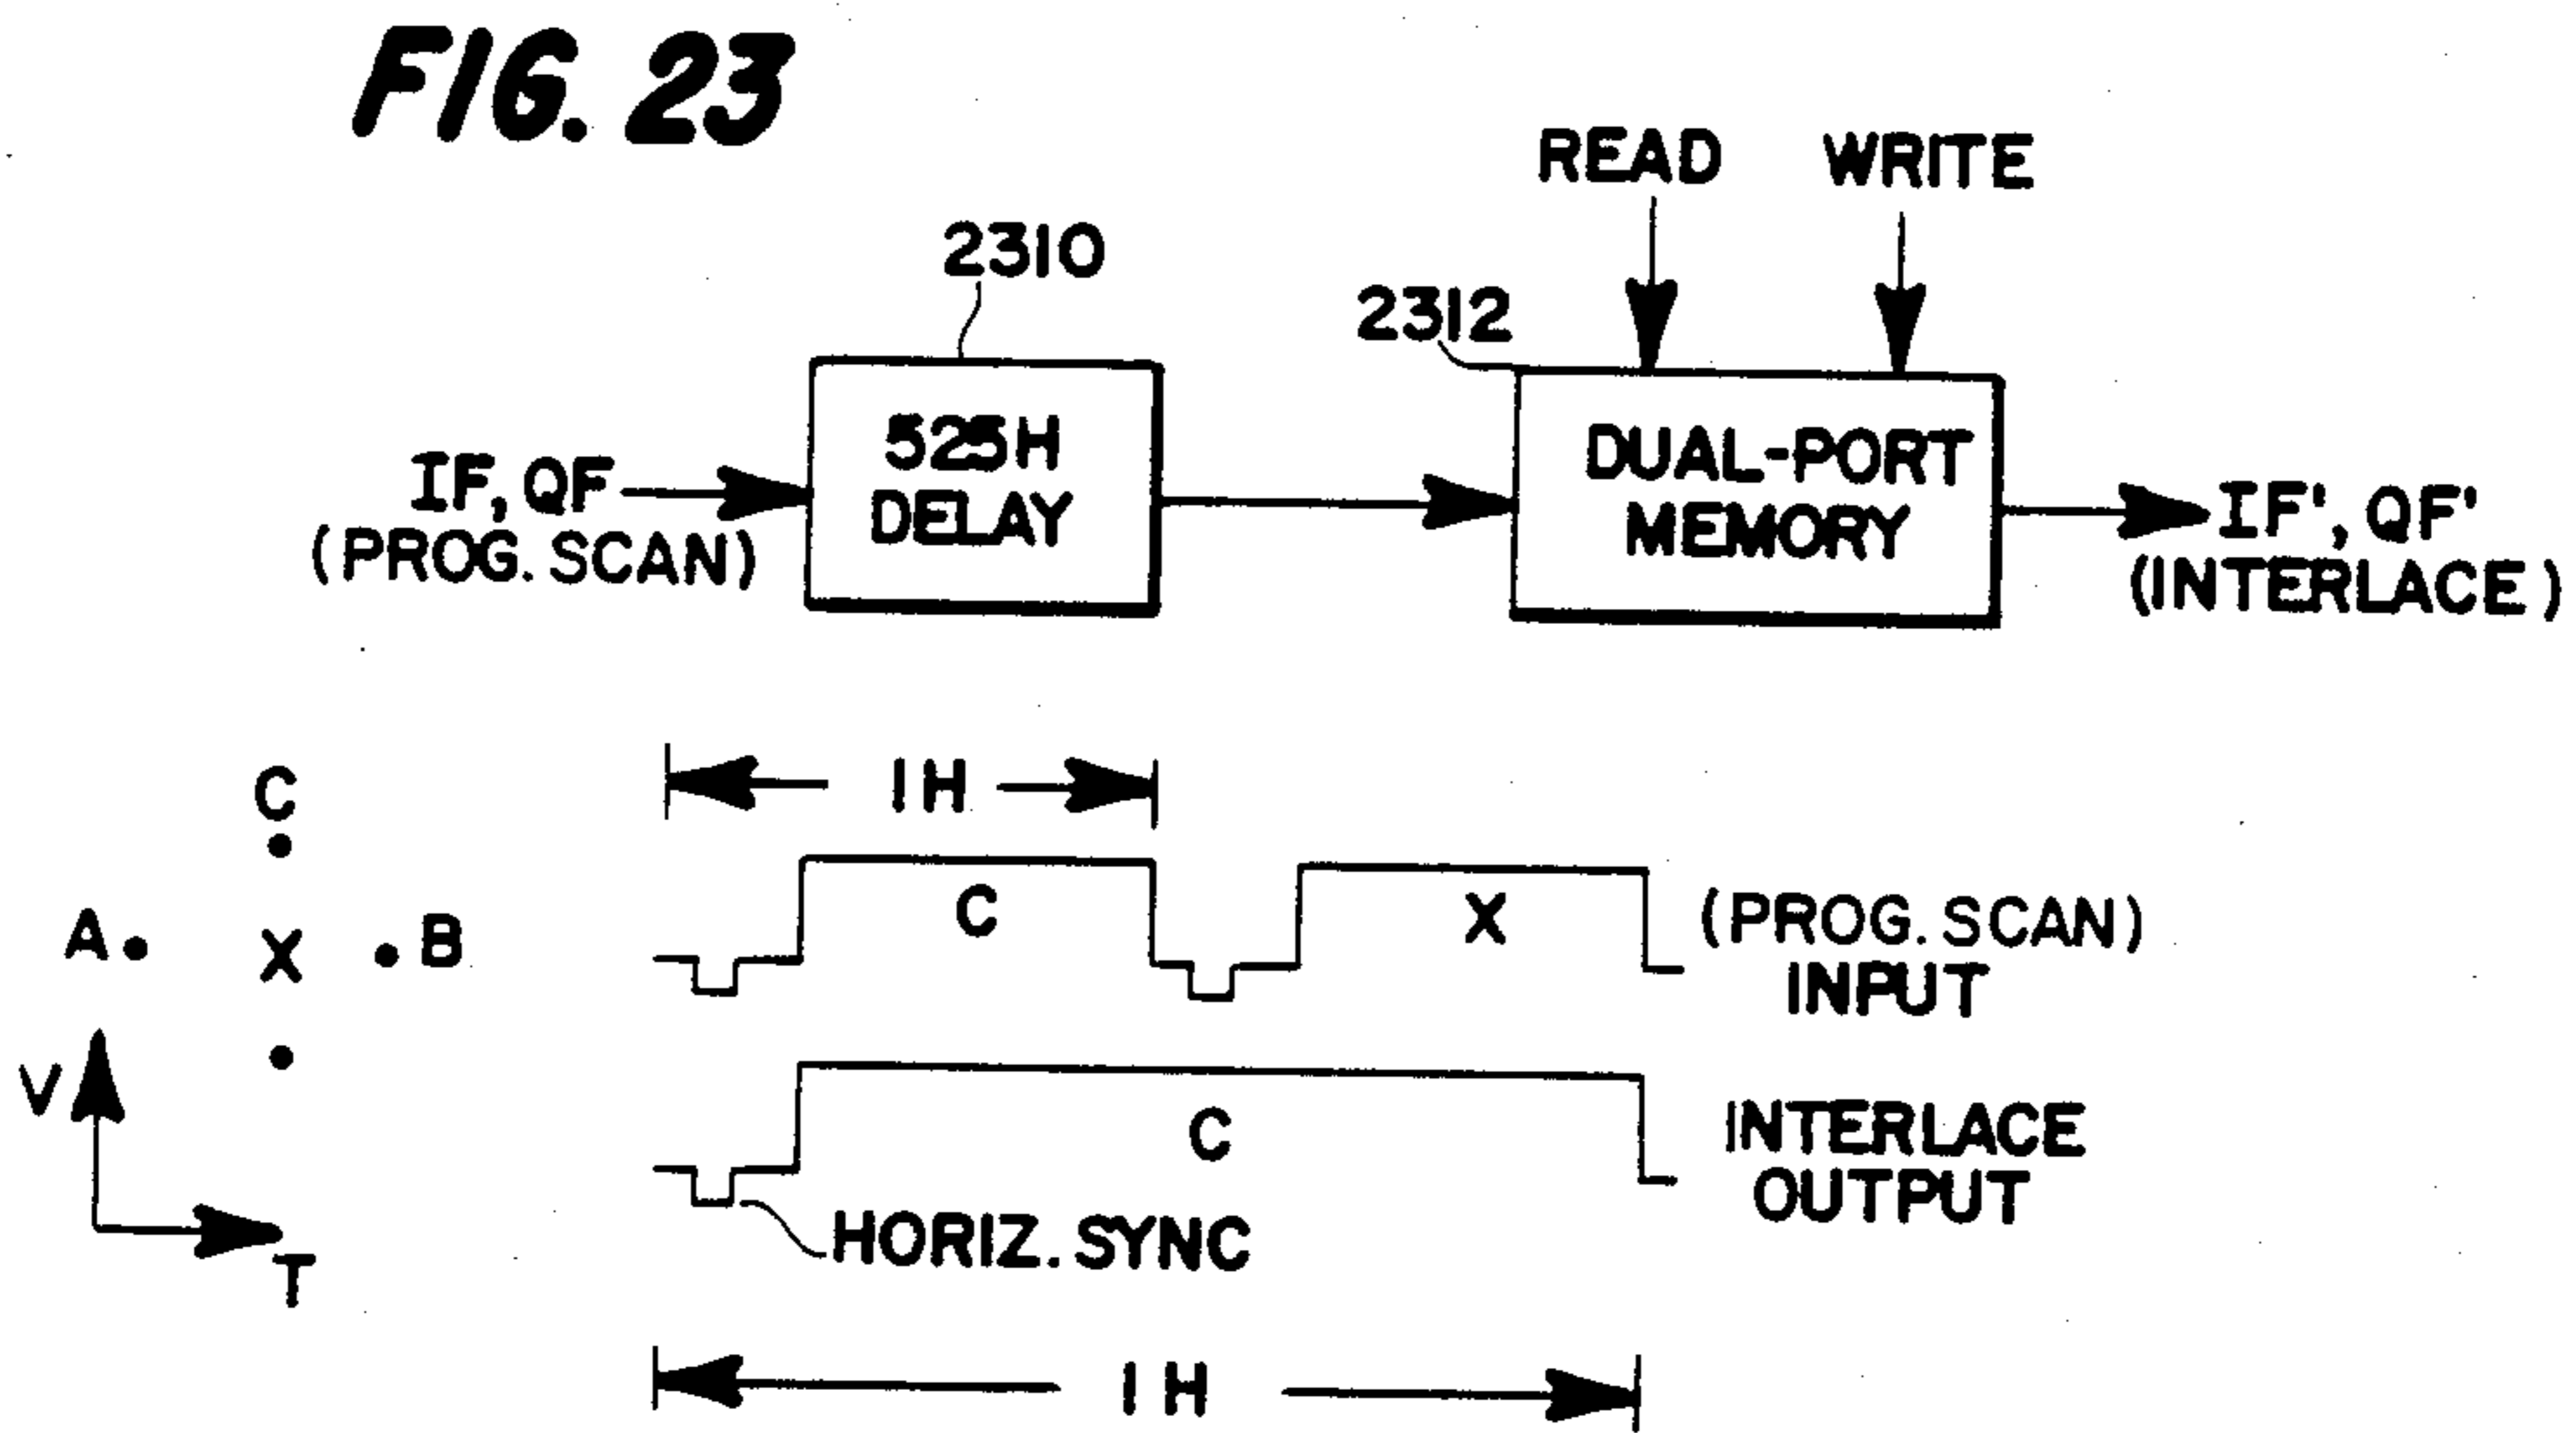 FIG. 23
READ
WRITE
2310
2312
525H
DELAY
DUAL-PORT
MEMORY
IF, QF
(PROG. SCAN)
IF', QF'
(INTERLACE)
C
A
X
B
V
T
1H
C
X
(PROG. SCAN)
INPUT
C
INTERLACE
OUTPUT
HORIZ. SYNC
1H